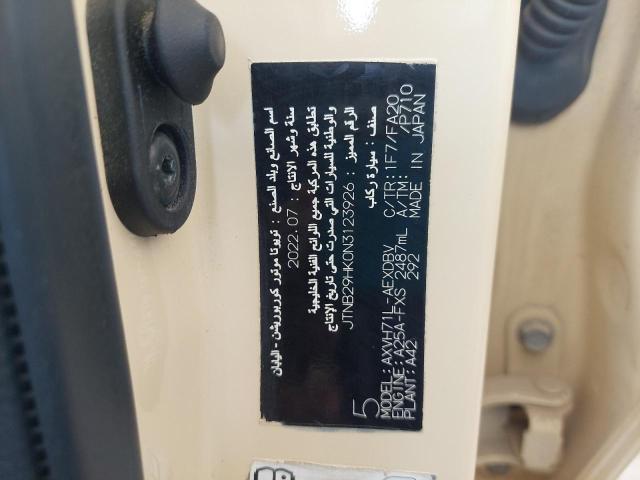 اسم الصانع وبلد الصنع : تويوتا موتور كوربوريشن - اليابان
سنة وشهر الانتاج : 2022.07
تطابق هذه المركبة جميع اللوائح الفنية الخليجية
والوطنية للسيارات التي صدرت حتى تاريخ الإنتاج
الرقم المميز : JTNB29HK0N3123926
صنف : سيارة ركاب
5
MODEL: AXVH71L-AEXDBV C/TR: 1F7/FA20
ENGINE: A25A-FXS 2487mL A/TM: /P710
PLANT: A42 292 MADE IN JAPAN